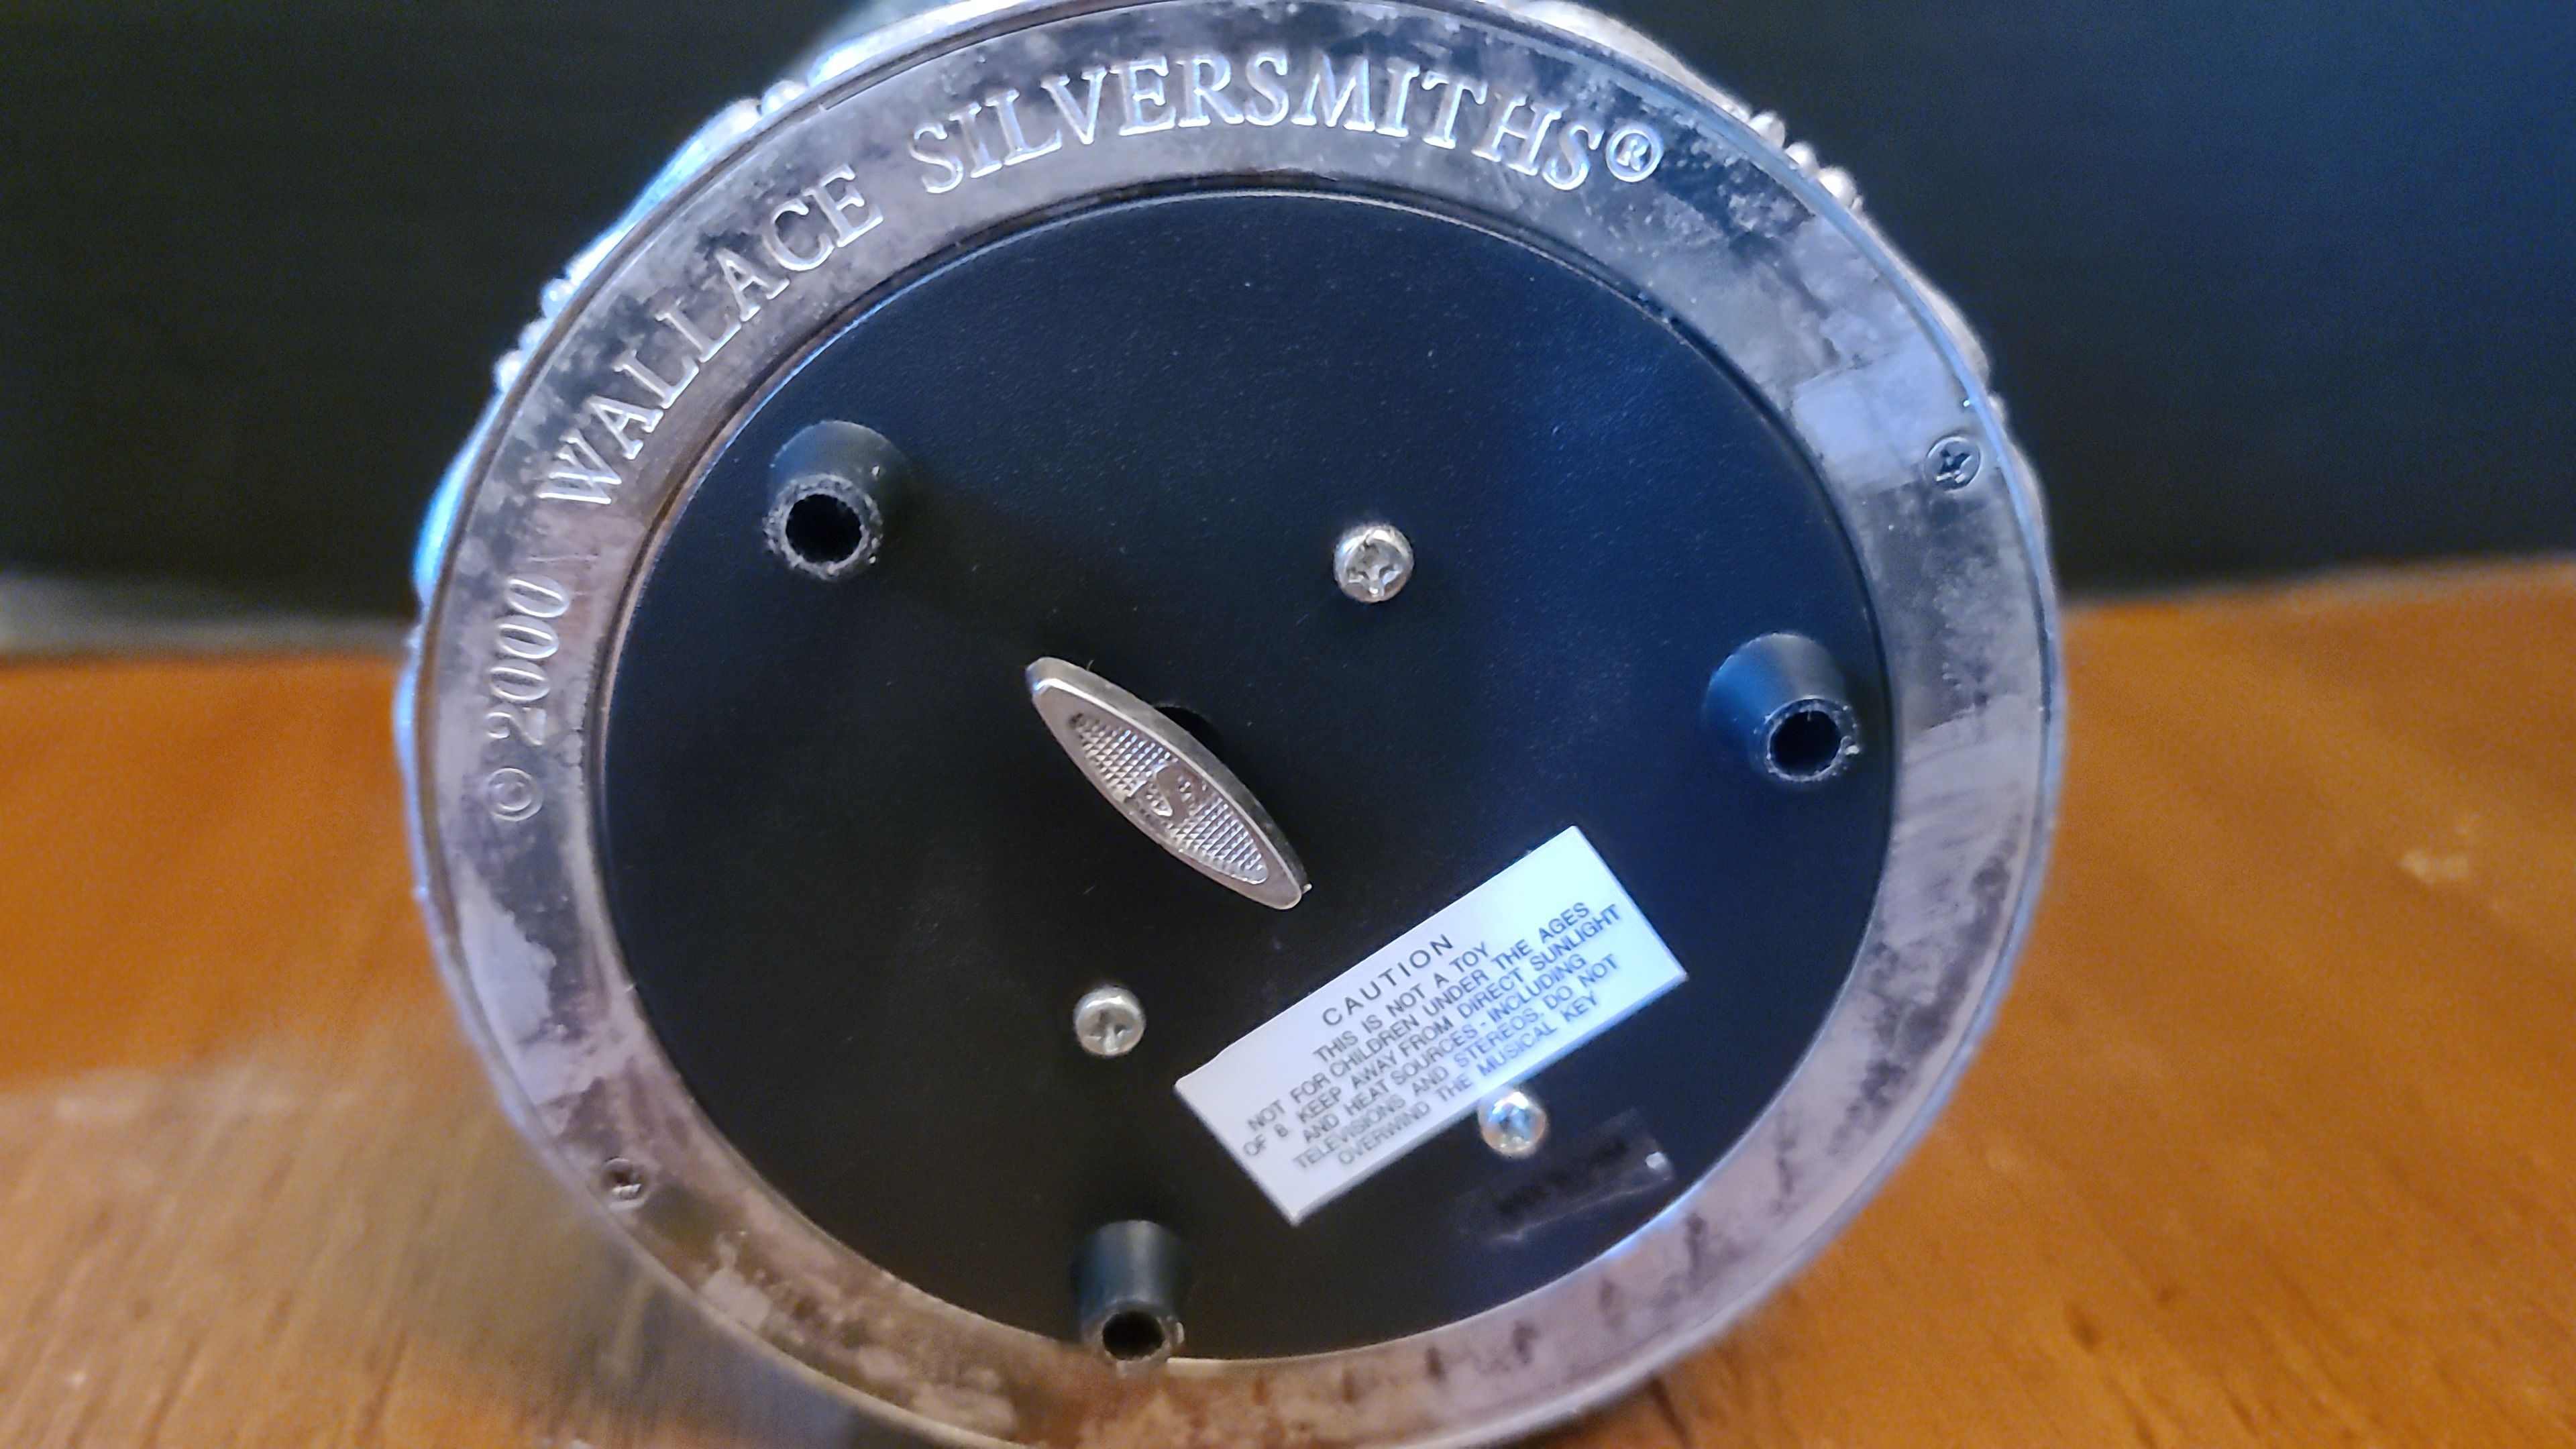 © 2000 WALLACE SILVERSMITHS®
S
CAUTION
THIS IS NOT A TOY
NOT FOR CHILDREN UNDER THE AGES
OF 8 KEEP AWAY FROM DIRECT SUNLIGHT
AND HEAT SOURCES - INCLUDING
TELEVISIONS AND STEREOS. DO NOT
OVERWIND THE MUSICAL KEY